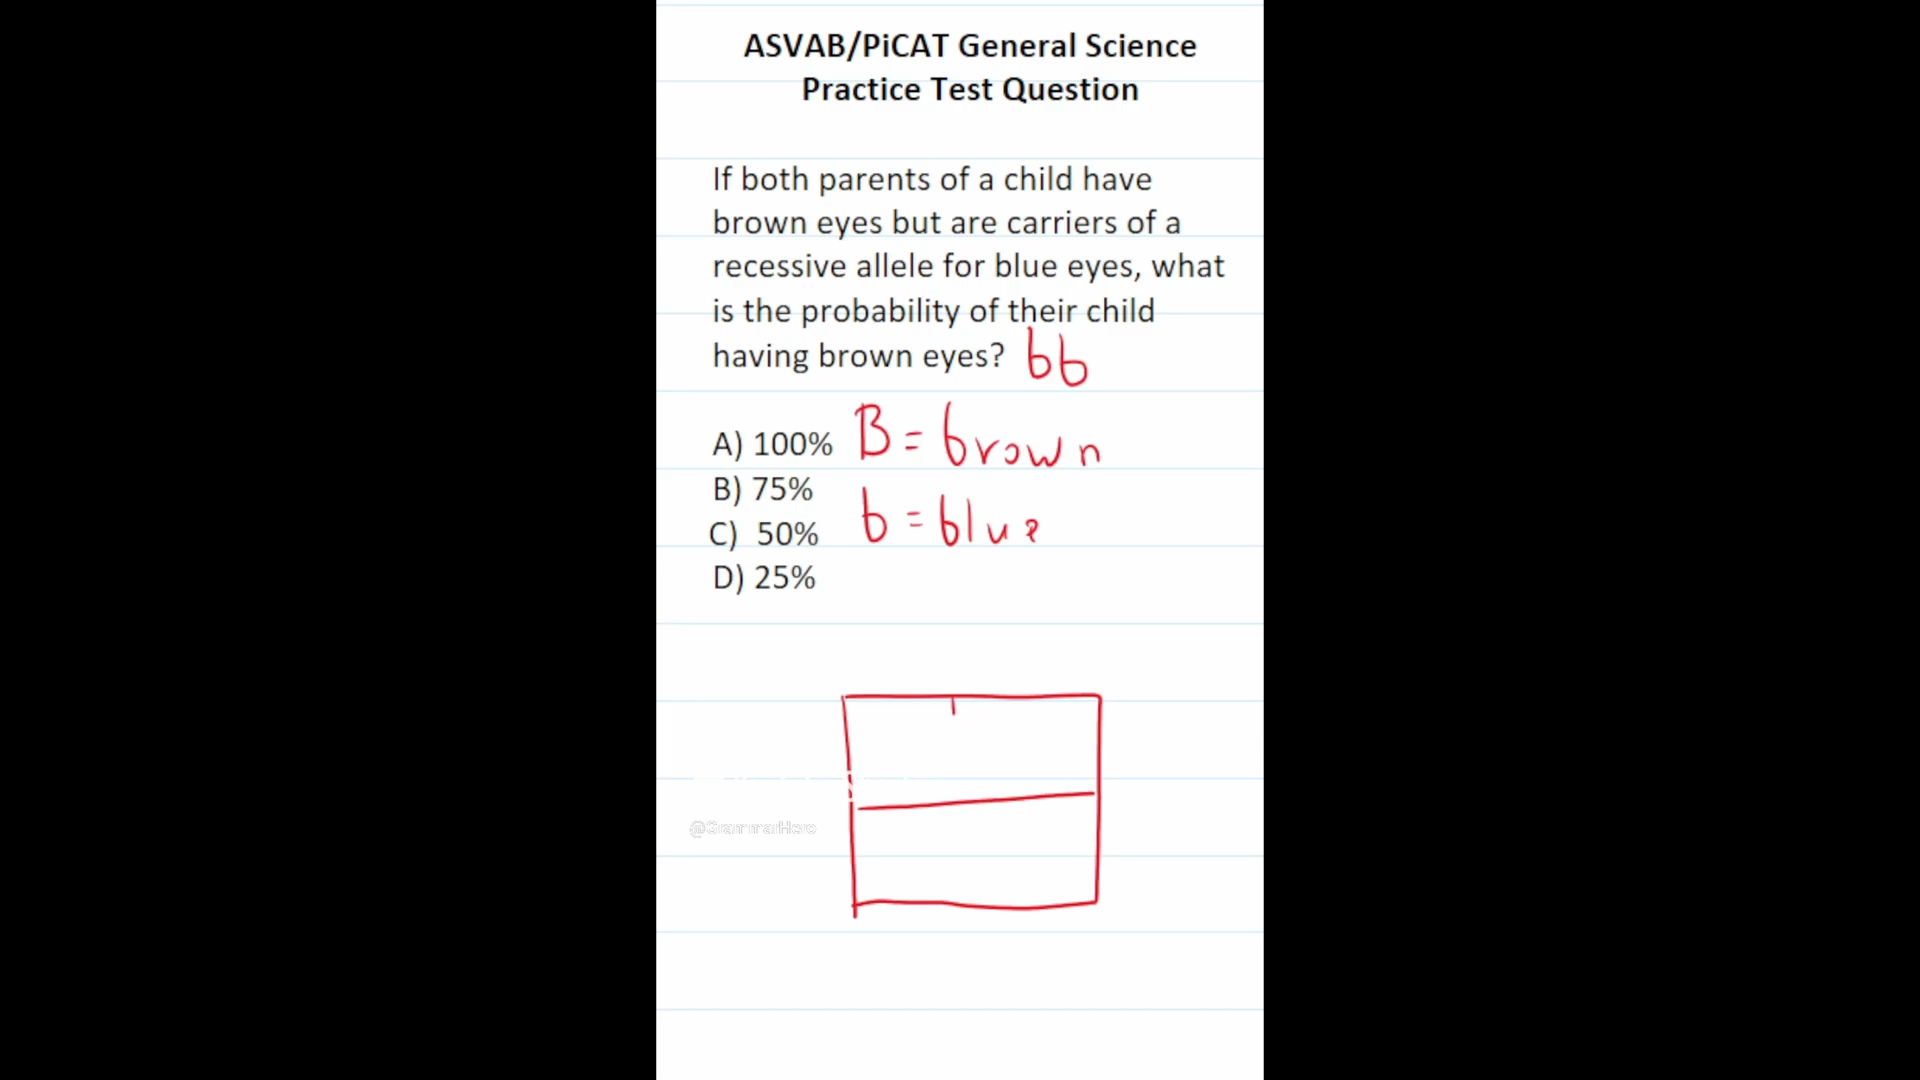 ASVAB/PiCAT General Science
Practice Test Question
If both parents of a child have
brown eyes but are carriers of a
recessive allele for blue eyes, what
is the probability of their child
having brown eyes? bb
A) 100% B = brown
B) 75%
C) 50% b = blue
D) 25%
@GrammarHero